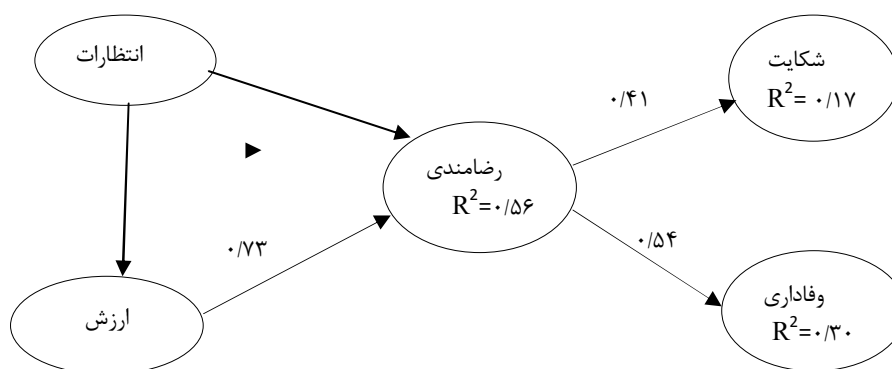 انتظارات
شکایت
R²= ۰/۱۷
۰/۴۱
رضامندی
R²=۰/۵۶
۰/۷۳
۰/۵۴
ارزش
وفاداری
R²=۰/۳۰